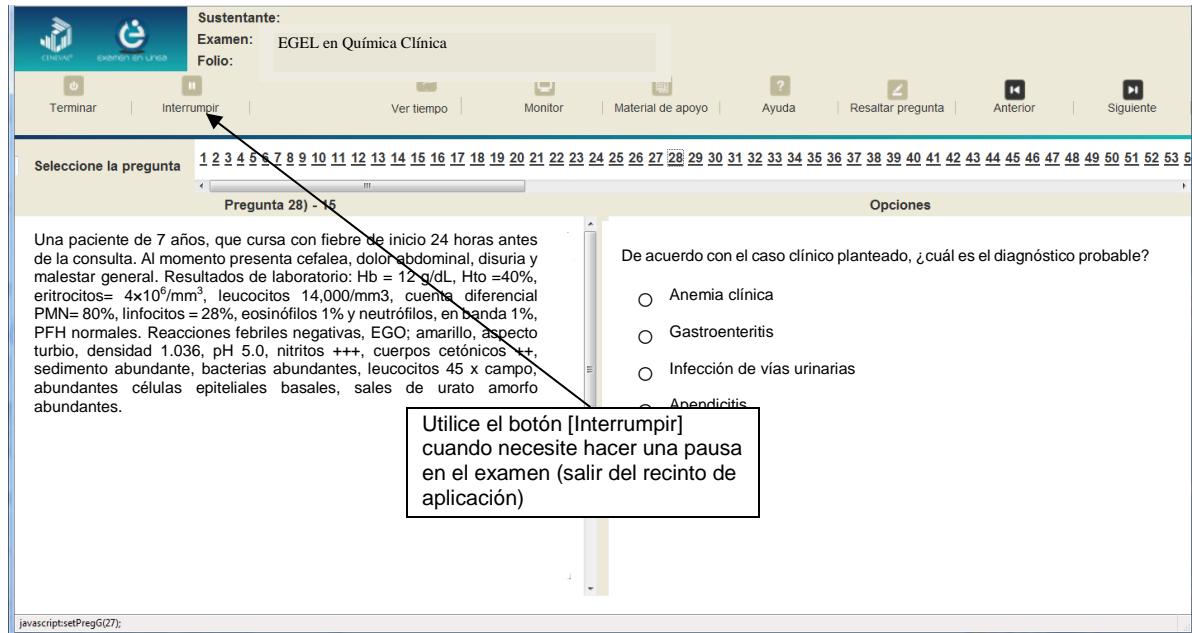 Sustentante:
Examen:
EGEL en Química Clínica
Folio:
CENEVAL®
examen en línea
Terminar
Interrumpir
Ver tiempo
Monitor
Material de apoyo
Ayuda
Resaltar pregunta
Anterior
Siguiente
Seleccione la pregunta
1 2 3 4 5 6 7 8 9 10 11 12 13 14 15 16 17 18 19 20 21 22 23 24 25 26 27 28 29 30 31 32 33 34 35 36 37 38 39 40 41 42 43 44 45 46 47 48 49 50 51 52 53 5
Pregunta 28) - 15
Opciones
Una paciente de 7 años, que cursa con fiebre de inicio 24 horas antes
de la consulta. Al momento presenta cefalea, dolor abdominal, disuria y
malestar general. Resultados de laboratorio: Hb = 12 g/dL, Hto =40%,
eritrocitos= 4×10⁶/mm³, leucocitos 14,000/mm3, cuenta diferencial
PMN= 80%, linfocitos = 28%, eosinófilos 1% y neutrófilos, en banda 1%,
PFH normales. Reacciones febriles negativas, EGO; amarillo, aspecto
turbio, densidad 1.036, pH 5.0, nitritos +++, cuerpos cetónicos ++,
sedimento abundante, bacterias abundantes, leucocitos 45 x campo,
abundantes células epiteliales basales, sales de urato amorfo
abundantes.
De acuerdo con el caso clínico planteado, ¿cuál es el diagnóstico probable?
Anemia clínica
Gastroenteritis
Infección de vías urinarias
Apendicitis
Utilice el botón [Interrumpir]
cuando necesite hacer una pausa
en el examen (salir del recinto de
aplicación)
javascript:setPregG(27);